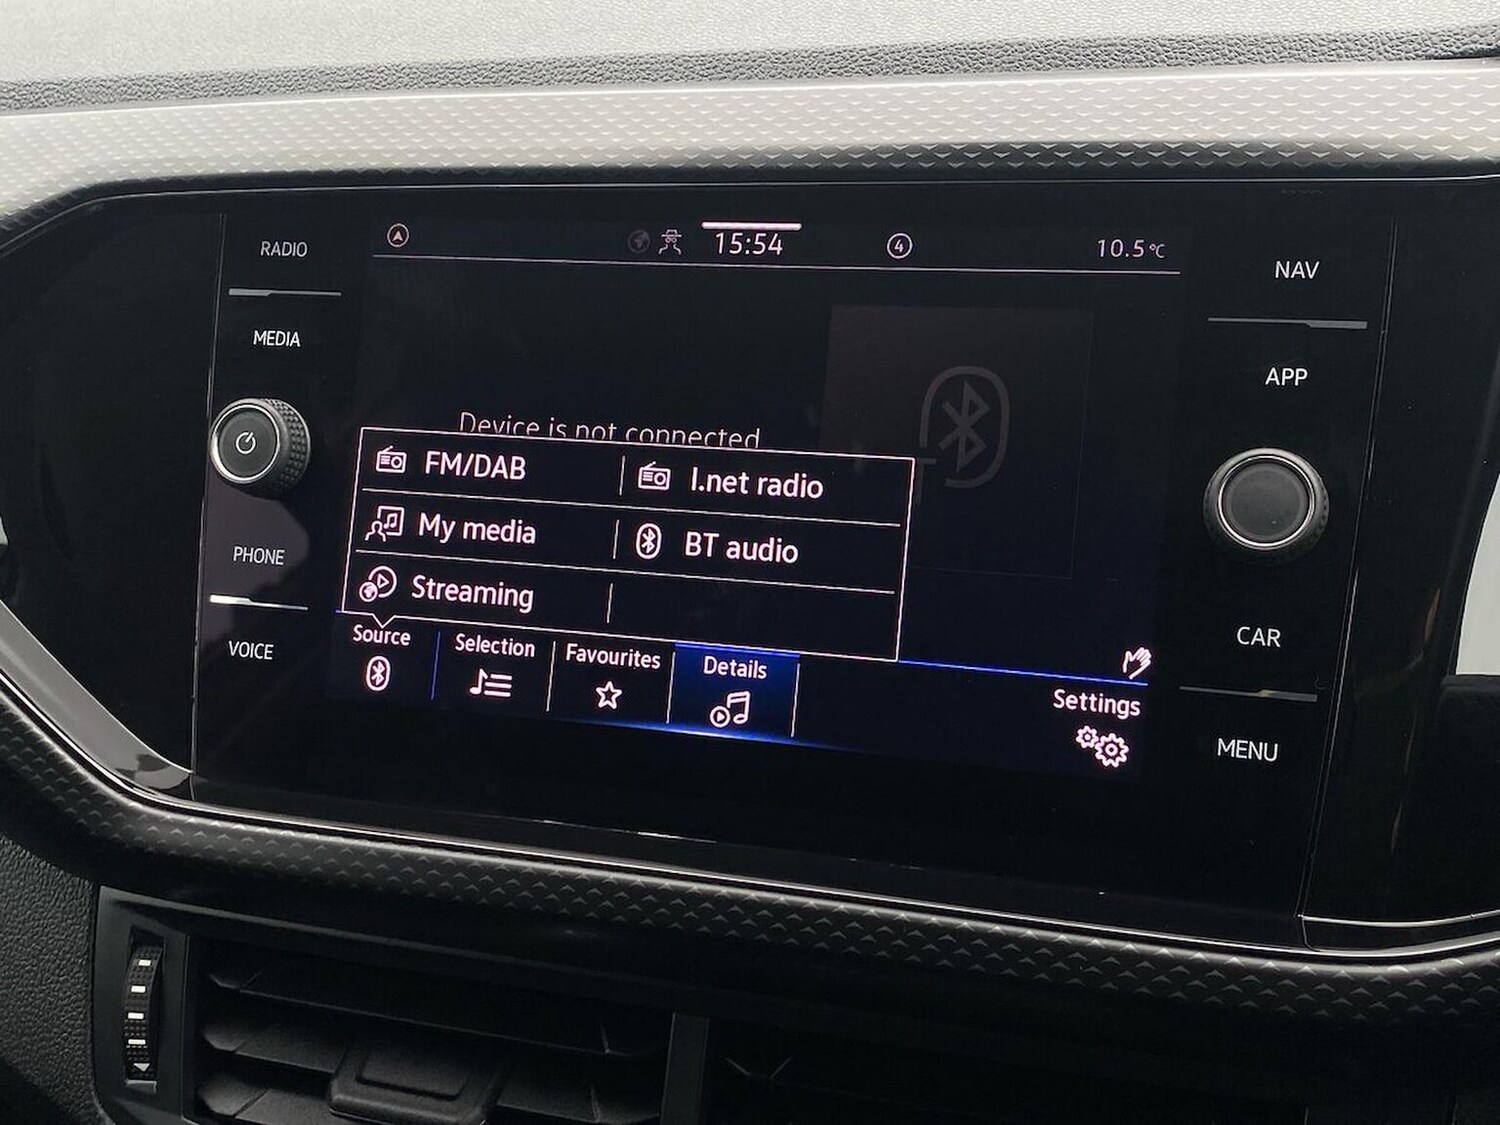 RADIO
MEDIA
PHONE
VOICE
15:54
4
10.5°C
Device is not connected
FM/DAB
I.net radio
My media
BT audio
Streaming
Source
Selection
Favourites
Details
Settings
NAV
APP
CAR
MENU